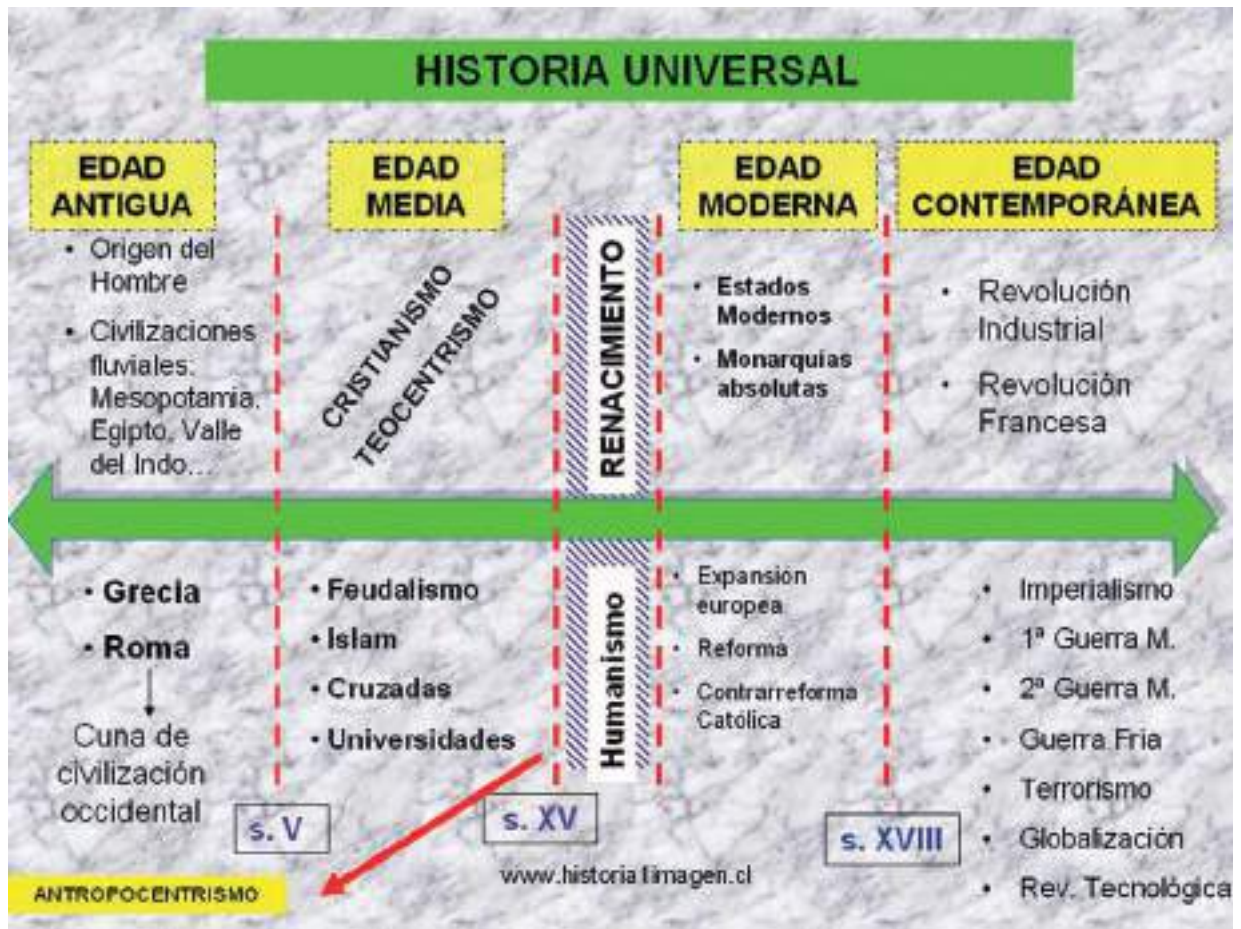 HISTORIA UNIVERSAL
EDAD
ANTIGUA
• Origen del
Hombre
• Civilizaciones
fluviales:
Mesopotamia,
Egipto, Valle
del Indo...
EDAD
MEDIA
CRISTIANISMO
TEOCENTRISMO
RENACIMIENTO
EDAD
MODERNA
• Estados
Modernos
• Monarquías
absolutas
EDAD
CONTEMPORÁNEA
• Revolución
Industrial
• Revolución
Francesa
• Grecia
• Roma
Cuna de
civilización
occidental
s. V
• Feudalismo
• Islam
• Cruzadas
• Universidades
s. XV
Humanismo
• Expansión
europea
• Reforma
• Contrarreforma
Católica
s. XVIII
• Imperialismo
• 1ª Guerra M.
• 2ª Guerra M.
• Guerra Fria
• Terrorismo
• Globalización
• Rev. Tecnológica
ANTROPOCENTRISMO
www.historia1imagen.cl